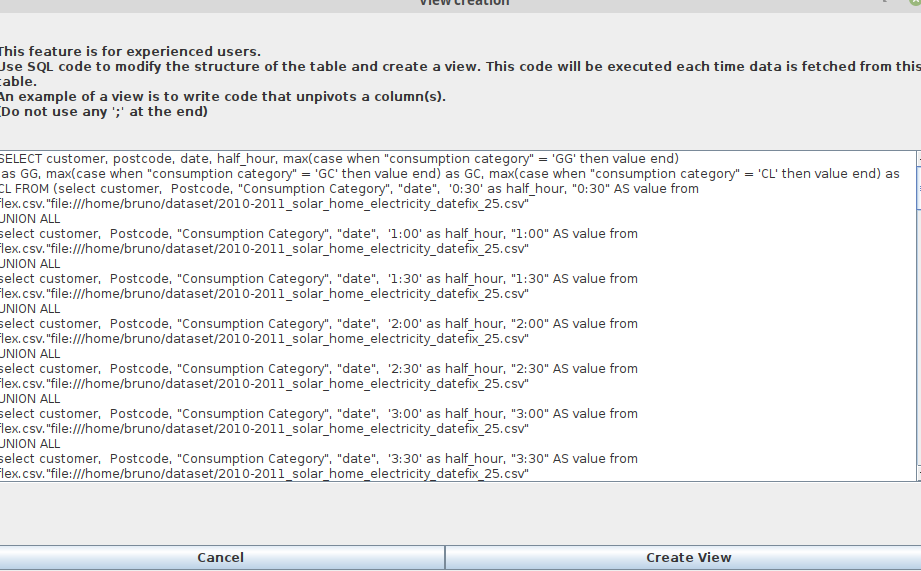 View creation
This feature is for experienced users.
Use SQL code to modify the structure of the table and create a view. This code will be executed each time data is fetched from this
table.
An example of a view is to write code that unpivots a column(s).
(Do not use any ';' at the end)
SELECT customer, postcode, date, half_hour, max(case when "consumption category" = 'GG' then value end)
as GG, max(case when "consumption category" = 'GC' then value end) as GC, max(case when "consumption category" = 'CL' then value end) as
CL FROM (select customer,  Postcode, "Consumption Category", "date",  '0:30' as half_hour, "0:30" AS value from
flex.csv."file:///home/bruno/dataset/2010-2011_solar_home_electricity_datefix_25.csv"
UNION ALL
select customer,  Postcode, "Consumption Category", "date",  '1:00' as half_hour, "1:00" AS value from
flex.csv."file:///home/bruno/dataset/2010-2011_solar_home_electricity_datefix_25.csv"
UNION ALL
select customer,  Postcode, "Consumption Category", "date",  '1:30' as half_hour, "1:30" AS value from
flex.csv."file:///home/bruno/dataset/2010-2011_solar_home_electricity_datefix_25.csv"
UNION ALL
select customer,  Postcode, "Consumption Category", "date",  '2:00' as half_hour, "2:00" AS value from
flex.csv."file:///home/bruno/dataset/2010-2011_solar_home_electricity_datefix_25.csv"
UNION ALL
select customer,  Postcode, "Consumption Category", "date",  '2:30' as half_hour, "2:30" AS value from
flex.csv."file:///home/bruno/dataset/2010-2011_solar_home_electricity_datefix_25.csv"
UNION ALL
select customer,  Postcode, "Consumption Category", "date",  '3:00' as half_hour, "3:00" AS value from
flex.csv."file:///home/bruno/dataset/2010-2011_solar_home_electricity_datefix_25.csv"
UNION ALL
select customer,  Postcode, "Consumption Category", "date",  '3:30' as half_hour, "3:30" AS value from
flex.csv."file:///home/bruno/dataset/2010-2011_solar_home_electricity_datefix_25.csv"
Cancel
Create View